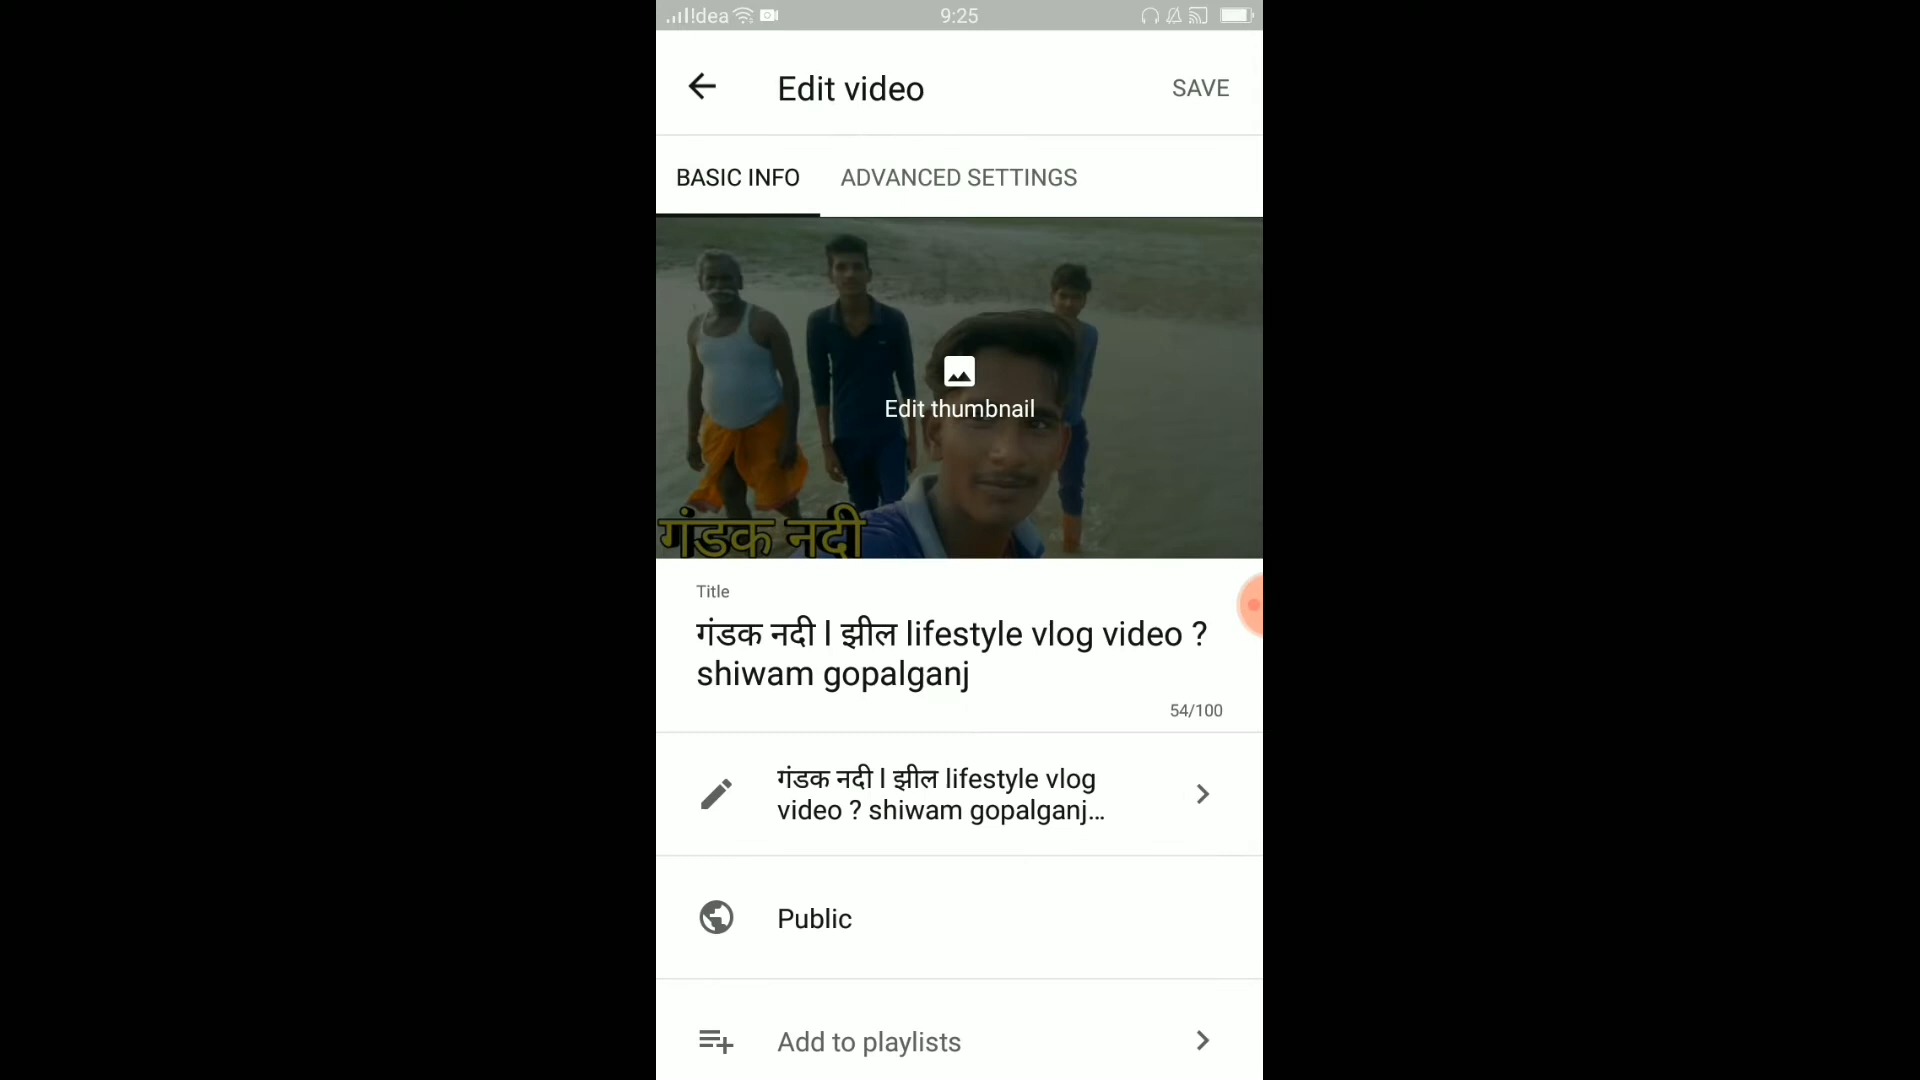 !dea 9:25
Edit video SAVE
BASIC INFO ADVANCED SETTINGS
Edit thumbnail
गंडक नदी
Title
गंडक नदी l झील lifestyle vlog video ?
shiwam gopalganj
54/100
गंडक नदी l झील lifestyle vlog
video ? shiwam gopalganj...
Public
Add to playlists